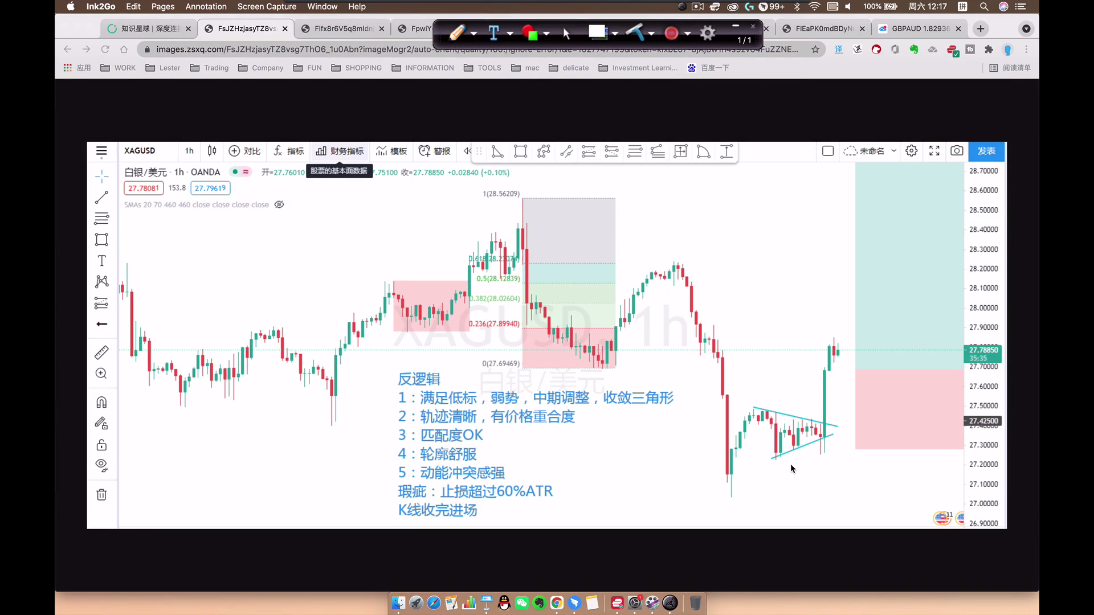 Ink2Go Pages Annotation Screen Capture Window Help
99+ 100% 周六 12:17
知识星球 | 深度连接
FsJZHzjasyTZ8vs
Fffx8r6V5q8mldn
FpwIY
FlEaPK0mdBDyN
GBPAUD 1.82936
1/1
images.zsxq.com/FsJZHzjasyTZ8vsg7ThO6_1u0Abn?imageMogr2/auto-
应用 WORK Lester Trading Company FUN SHOPPING INFORMATION TOOLS mac delicate Investment Learni... 百度一下 阅读清单
XAGUSD 1h 对比 指标 财务指标 模板 警报 未命名 发表
股票的基本面数据
白银/美元 · 1h · OANDA 开=27.76010 27.75100 收=27.78850 +0.02840 (+0.10%)
27.78081 153.8 27.79619
SMAs 20 70 460 460 close close close close
1(28.56209)
0.5(28.12839)
0.382(28.02604)
0.236(27.89940)
0(27.69469)
XAGUSD, 1h
白银/美元
反逻辑
1：满足低标，弱势，中期调整，收敛三角形
2：轨迹清晰，有价格重合度
3：匹配度OK
4：轮廓舒服
5：动能冲突感强
瑕疵：止损超过60%ATR
K线收完进场
28.70000
28.60000
28.50000
28.40000
28.30000
28.20000
28.10000
28.00000
27.90000
27.78850
35:35
27.70000
27.60000
27.50000
27.42500
27.30000
27.20000
27.10000
27.00000
26.90000
11